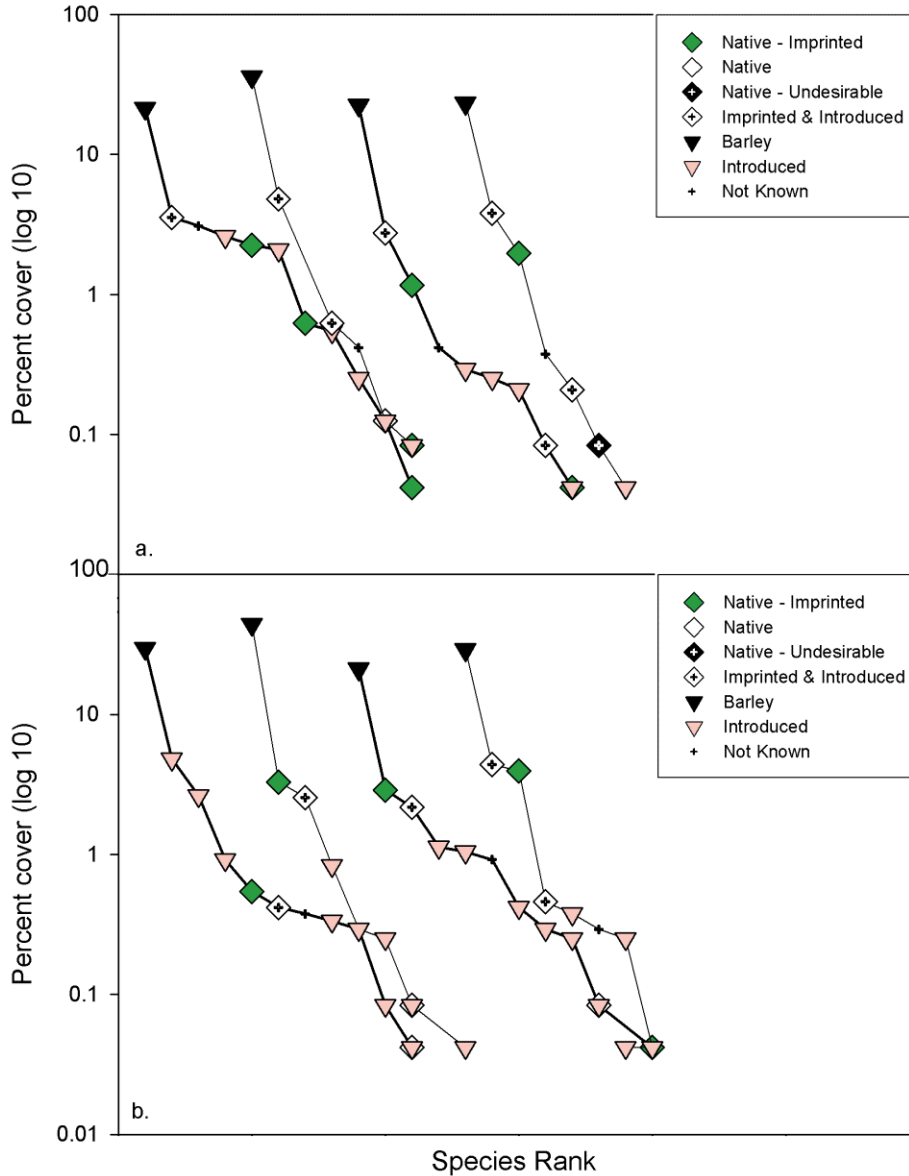 100
10
1
0.1
Percent cover (log 10)
a.
Native - Imprinted
Native
Native - Undesirable
Imprinted & Introduced
Barley
Introduced
Not Known
100
10
1
0.1
0.01
Percent cover (log 10)
b.
Native - Imprinted
Native
Native - Undesirable
Imprinted & Introduced
Barley
Introduced
Not Known
Species Rank